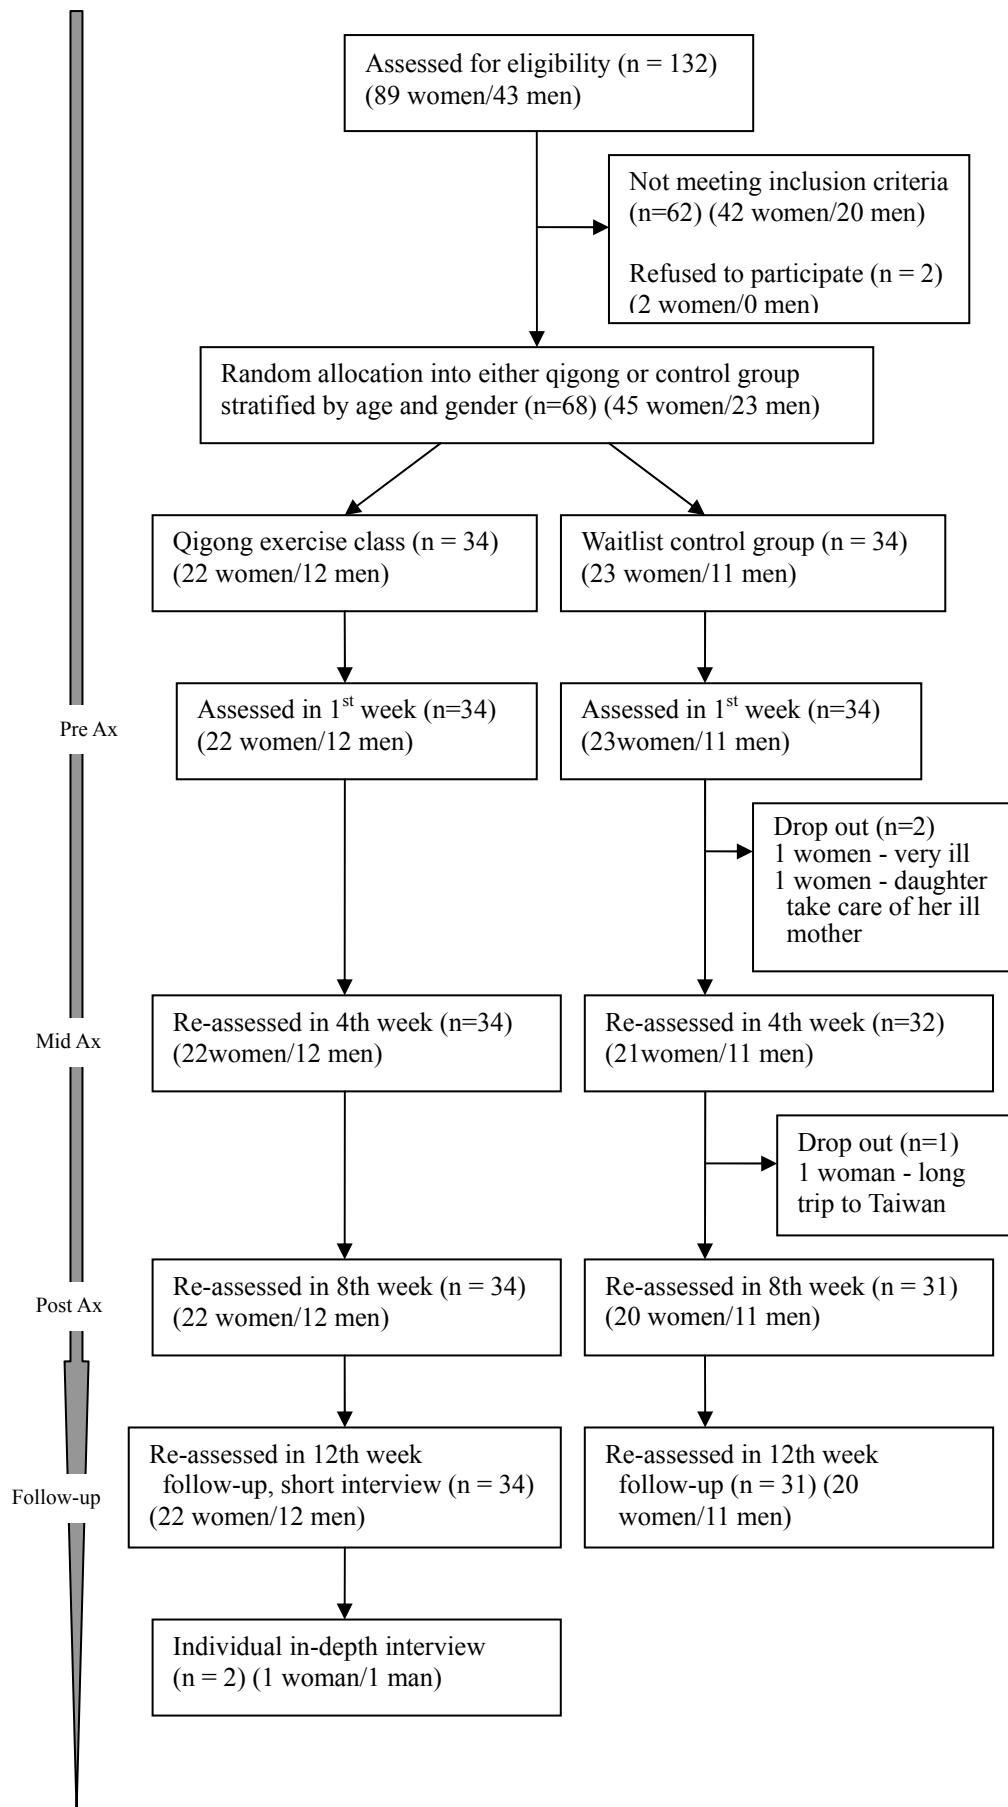 Assessed for eligibility (n = 132)
(89 women/43 men)
Not meeting inclusion criteria
(n=62) (42 women/20 men)
Refused to participate (n = 2)
(2 women/0 men)
Random allocation into either qigong or control group
stratified by age and gender (n=68) (45 women/23 men)
Qigong exercise class (n = 34)
(22 women/12 men)
Waitlist control group (n = 34)
(23 women/11 men)
Pre Ax
Assessed in 1st week (n=34)
(22 women/12 men)
Assessed in 1st week (n=34)
(23women/11 men)
Drop out (n=2)
1 women - very ill
1 women - daughter
take care of her ill
mother
Mid Ax
Re-assessed in 4th week (n=34)
(22women/12 men)
Re-assessed in 4th week (n=32)
(21women/11 men)
Drop out (n=1)
1 woman - long
trip to Taiwan
Post Ax
Re-assessed in 8th week (n = 34)
(22 women/12 men)
Re-assessed in 8th week (n = 31)
(20 women/11 men)
Follow-up
Re-assessed in 12th week
follow-up, short interview (n = 34)
(22 women/12 men)
Re-assessed in 12th week
follow-up (n = 31) (20
women/11 men)
Individual in-depth interview
(n = 2) (1 woman/1 man)